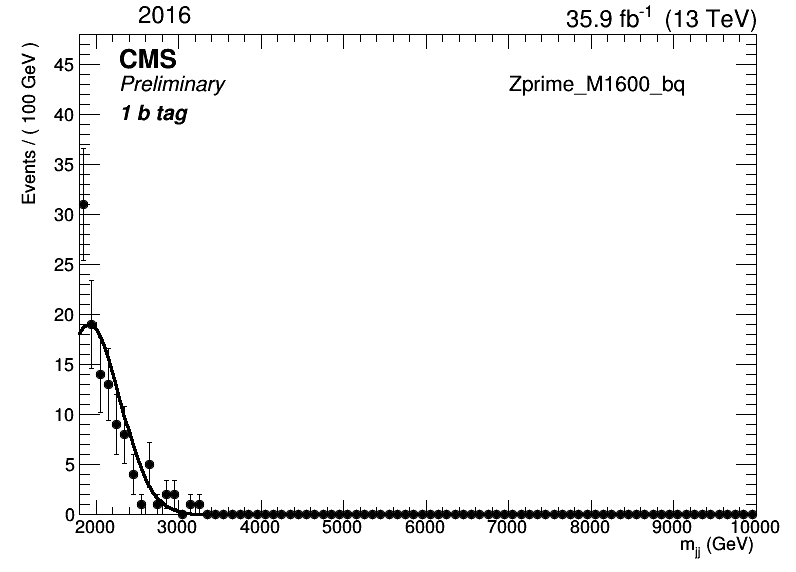 2016
35.9 fb⁻¹ (13 TeV)
CMS
Preliminary
1 b tag
Zprime_M1600_bq
Events / ( 100 GeV )
45
40
35
30
25
20
15
10
5
0
2000 3000 4000 5000 6000 7000 8000 9000 10000
m_jj (GeV)